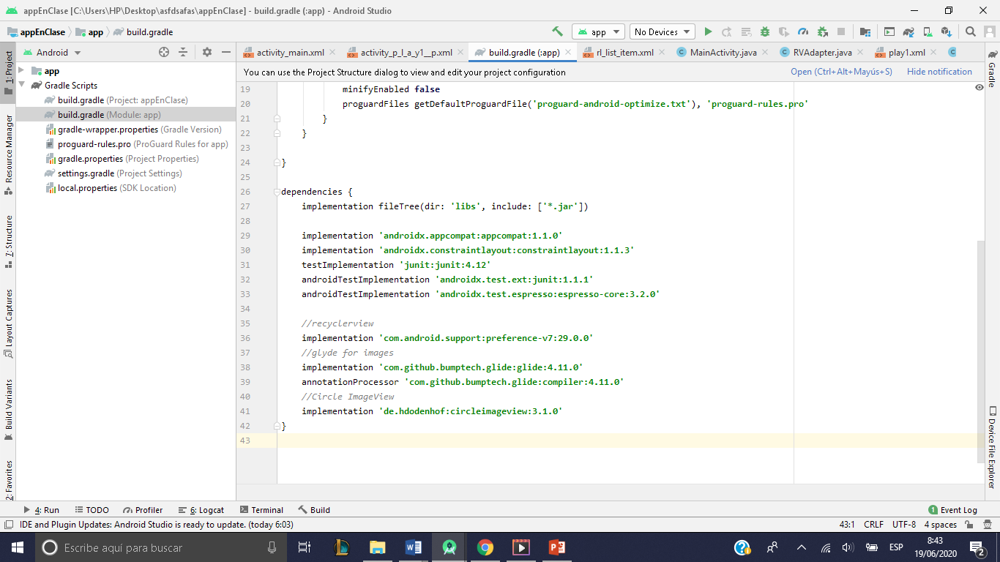 appEnClase [C:\Users\HP\Desktop\asfdsafas\appEnClase] - build.gradle (:app) - Android Studio
appEnClase app build.gradle
app No Devices
Android
activity_main.xml activity_p_l_a_y1__p.xml build.gradle (:app) rl_list_item.xml MainActivity.java RVAdapter.java play1.xml
You can use the Project Structure dialog to view and edit your project configuration Open (Ctrl+Alt+Mayús+S) Hide notification
app
Gradle Scripts
build.gradle (Project: appEnClase)
build.gradle (Module: app)
gradle-wrapper.properties (Gradle Version)
proguard-rules.pro (ProGuard Rules for app)
gradle.properties (Project Properties)
settings.gradle (Project Settings)
local.properties (SDK Location)
1: Project
Resource Manager
7: Structure
Layout Captures
Build Variants
2: Favorites
19 minifyEnabled false
20 proguardFiles getDefaultProguardFile('proguard-android-optimize.txt'), 'proguard-rules.pro'
21 }
22 }
23
24 }
25
26 dependencies {
27 implementation fileTree(dir: 'libs', include: ['*.jar'])
28
29 implementation 'androidx.appcompat:appcompat:1.1.0'
30 implementation 'androidx.constraintlayout:constraintlayout:1.1.3'
31 testImplementation 'junit:junit:4.12'
32 androidTestImplementation 'androidx.test.ext:junit:1.1.1'
33 androidTestImplementation 'androidx.test.espresso:espresso-core:3.2.0'
34
35 //recyclerview
36 implementation 'com.android.support:preference-v7:29.0.0'
37 //glyde for images
38 implementation 'com.github.bumptech.glide:glide:4.11.0'
39 annotationProcessor 'com.github.bumptech.glide:compiler:4.11.0'
40 //Circle ImageView
41 implementation 'de.hdodenhof:circleimageview:3.1.0'
42 }
43
Gradle
Device File Explorer
4: Run TODO Profiler 6: Logcat Terminal Build 1 Event Log
IDE and Plugin Updates: Android Studio is ready to update. (today 6:03) 43:1 CRLF UTF-8 4 spaces
Escribe aquí para buscar
ESP
8:43
19/06/2020
2